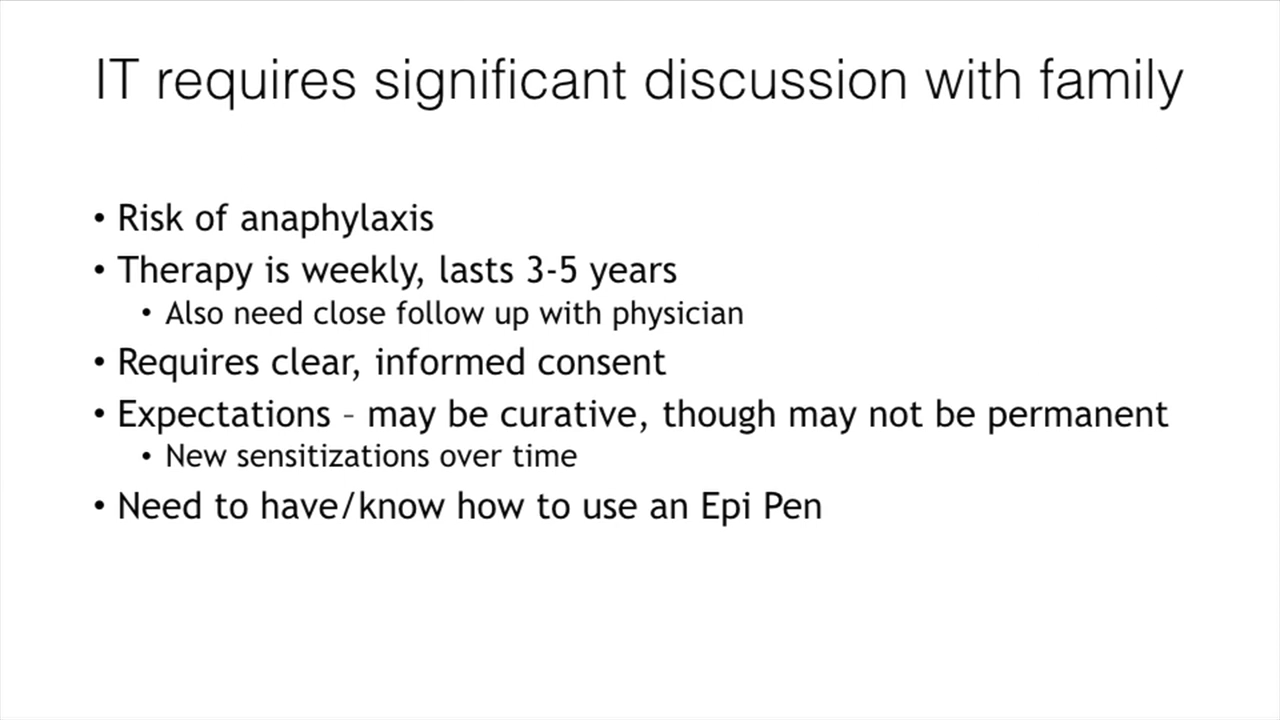 IT requires significant discussion with family
• Risk of anaphylaxis
• Therapy is weekly, lasts 3-5 years
• Also need close follow up with physician
• Requires clear, informed consent
• Expectations – may be curative, though may not be permanent
• New sensitizations over time
• Need to have/know how to use an Epi Pen